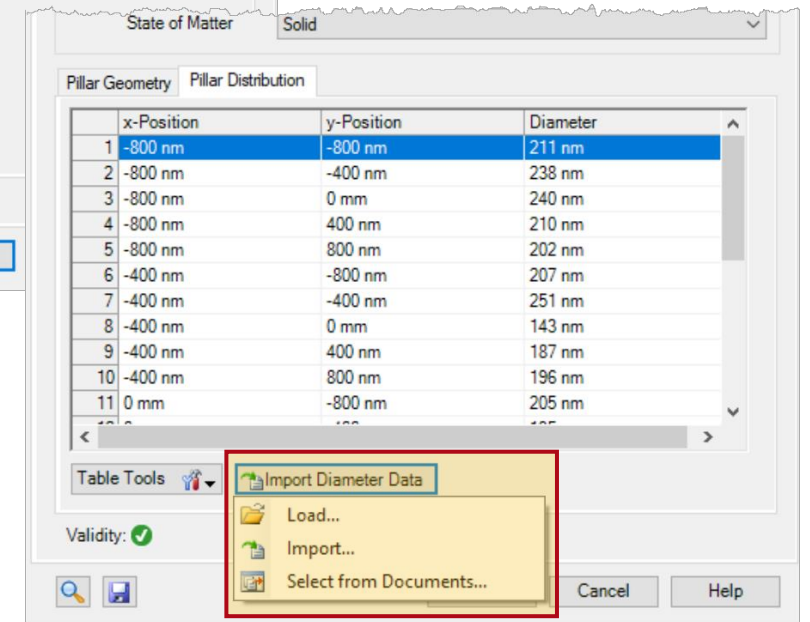 State of Matter Solid
Pillar Geometry Pillar Distribution
x-Position y-Position Diameter
1 -800 nm -800 nm 211 nm
2 -800 nm -400 nm 238 nm
3 -800 nm 0 mm 240 nm
4 -800 nm 400 nm 210 nm
5 -800 nm 800 nm 202 nm
6 -400 nm -800 nm 207 nm
7 -400 nm -400 nm 251 nm
8 -400 nm 0 mm 143 nm
9 -400 nm 400 nm 187 nm
10 -400 nm 800 nm 196 nm
11 0 mm -800 nm 205 nm
Table Tools Import Diameter Data
Load...
Import...
Select from Documents...
Validity:
Cancel Help